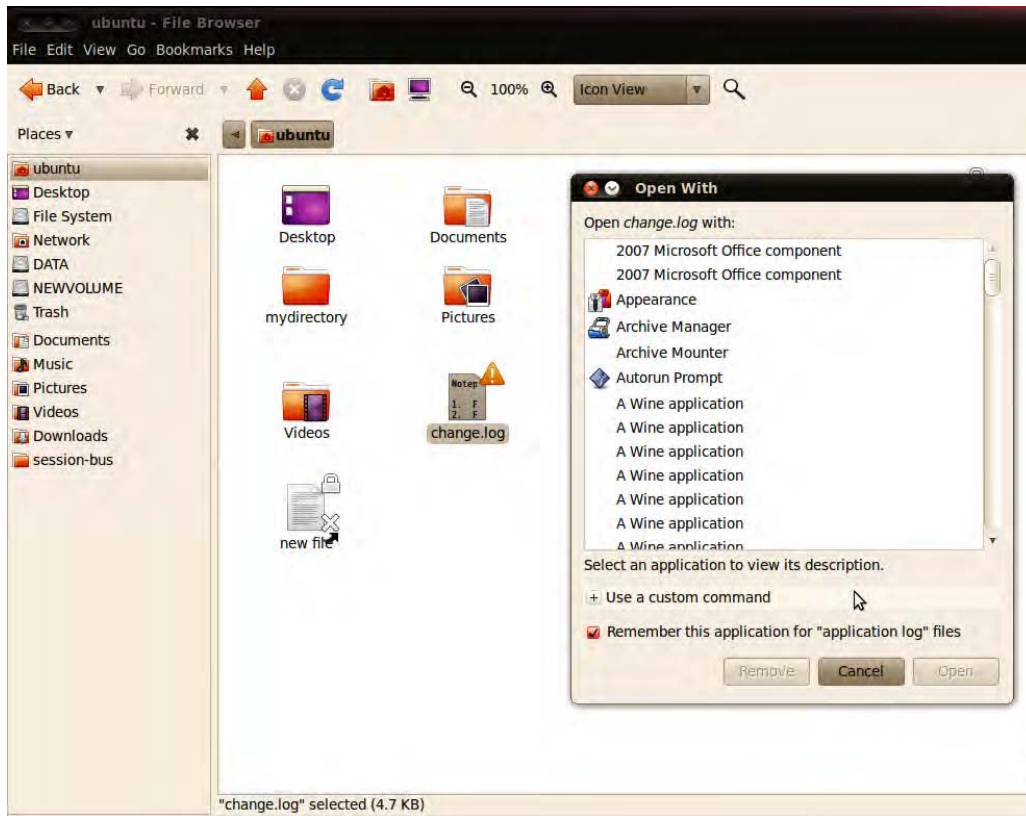 ubuntu - File Browser
File Edit View Go Bookmarks Help
Back Forward 100% Icon View
Places
ubuntu
ubuntu
Desktop
File System
Network
DATA
NEWVOLUME
Trash
Documents
Music
Pictures
Videos
Downloads
session-bus
Desktop
Documents
mydirectory
Pictures
Videos
Notep
1. F
2. F
change.log
new file
Open With
Open change.log with:
2007 Microsoft Office component
2007 Microsoft Office component
Appearance
Archive Manager
Archive Mounter
Autorun Prompt
A Wine application
A Wine application
A Wine application
A Wine application
A Wine application
A Wine application
A Wine application
Select an application to view its description.
+ Use a custom command
Remember this application for "application log" files
Remove Cancel Open
"change.log" selected (4.7 KB)